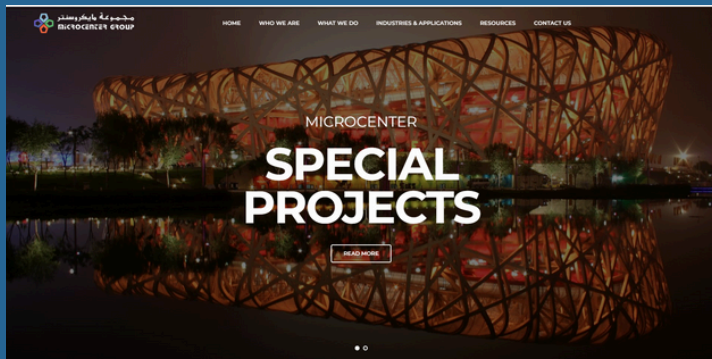 مجموعة مايكروسنتر
MICROCENTER GROUP
HOME
WHO WE ARE
WHAT WE DO
INDUSTRIES & APPLICATIONS
RESOURCES
CONTACT US
MICROCENTER
SPECIAL
PROJECTS
READ MORE